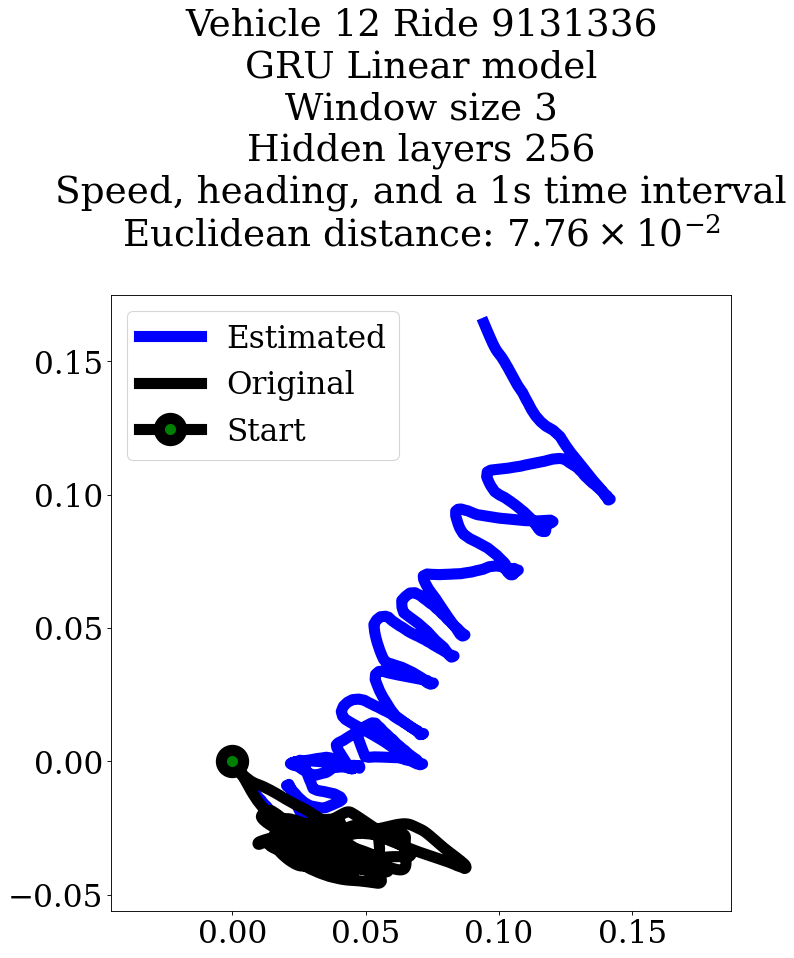 Vehicle 12 Ride 9131336
GRU Linear model
Window size 3
Hidden layers 256
Speed, heading, and a 1s time interval
Euclidean distance: 7.76 × 10⁻²
Estimated
Original
Start
0.15
0.10
0.05
0.00
−0.05
0.00 0.05 0.10 0.15